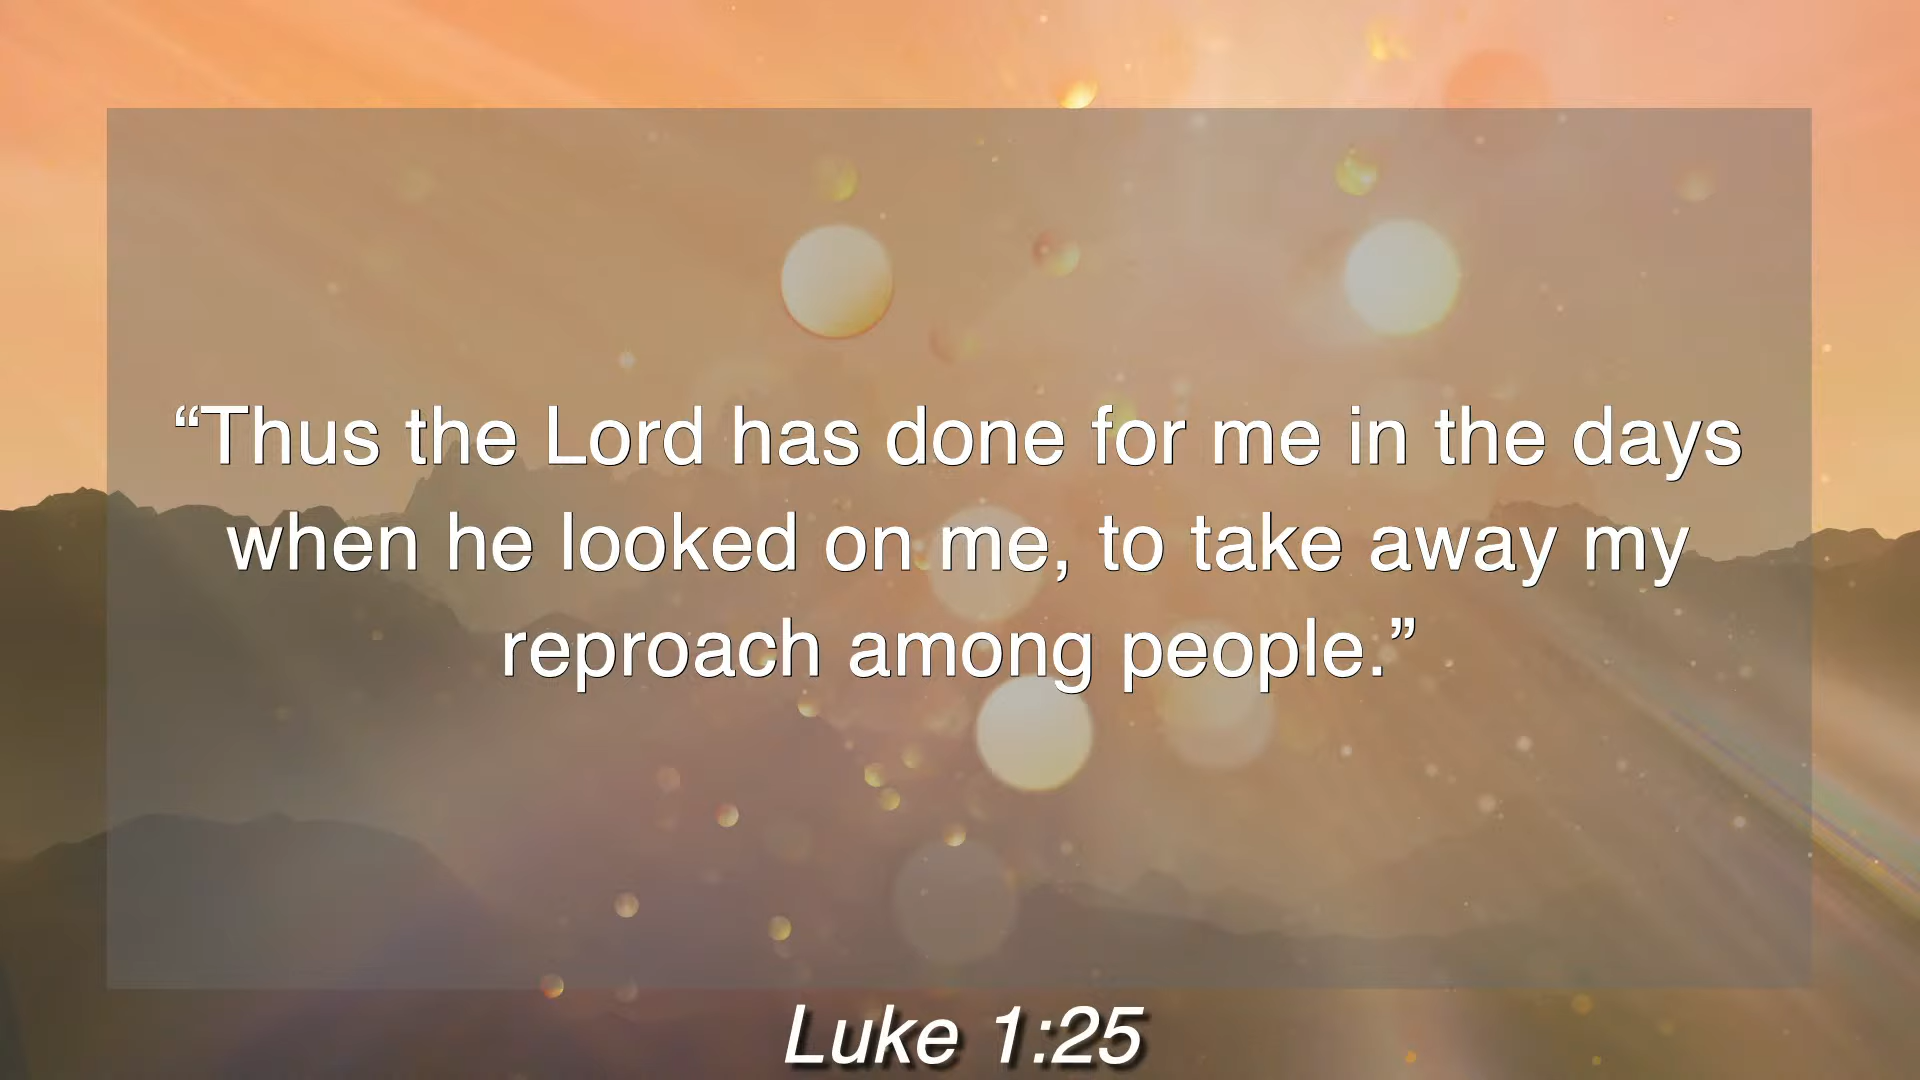 “Thus the Lord has done for me in the days
when he looked on me, to take away my
reproach among people.”
Luke 1:25